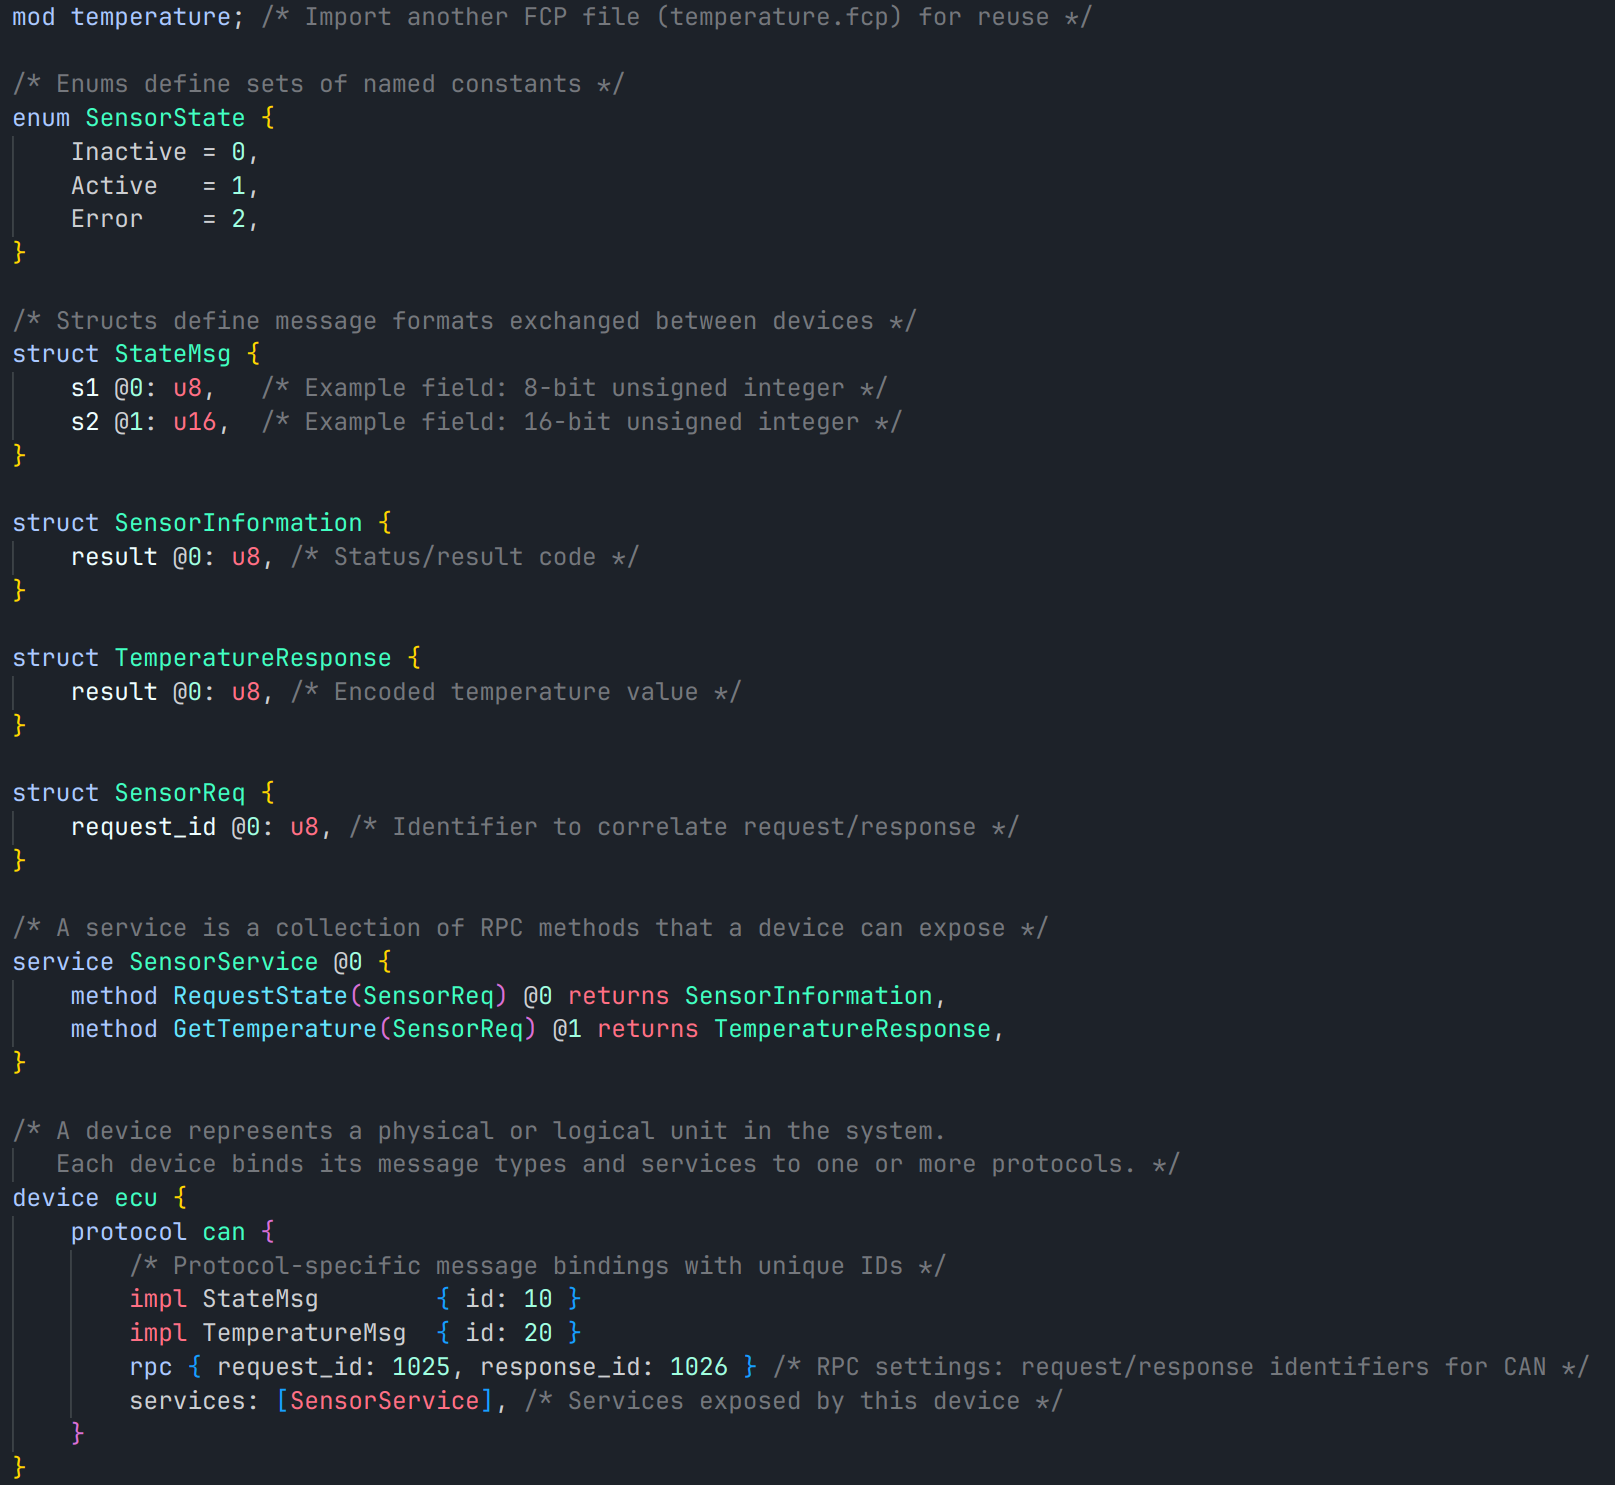 mod temperature; /* Import another FCP file (temperature.fcp) for reuse */

/* Enums define sets of named constants */
enum SensorState {
    Inactive = 0,
    Active   = 1,
    Error    = 2,
}

/* Structs define message formats exchanged between devices */
struct StateMsg {
    s1 @0: u8,   /* Example field: 8-bit unsigned integer */
    s2 @1: u16,  /* Example field: 16-bit unsigned integer */
}

struct SensorInformation {
    result @0: u8, /* Status/result code */
}

struct TemperatureResponse {
    result @0: u8, /* Encoded temperature value */
}

struct SensorReq {
    request_id @0: u8, /* Identifier to correlate request/response */
}

/* A service is a collection of RPC methods that a device can expose */
service SensorService @0 {
    method RequestState(SensorReq) @0 returns SensorInformation,
    method GetTemperature(SensorReq) @1 returns TemperatureResponse,
}

/* A device represents a physical or logical unit in the system.
   Each device binds its message types and services to one or more protocols. */
device ecu {
    protocol can {
        /* Protocol-specific message bindings with unique IDs */
        impl StateMsg        { id: 10 }
        impl TemperatureMsg  { id: 20 }
        rpc { request_id: 1025, response_id: 1026 } /* RPC settings: request/response identifiers for CAN */
        services: [SensorService], /* Services exposed by this device */
    }
}